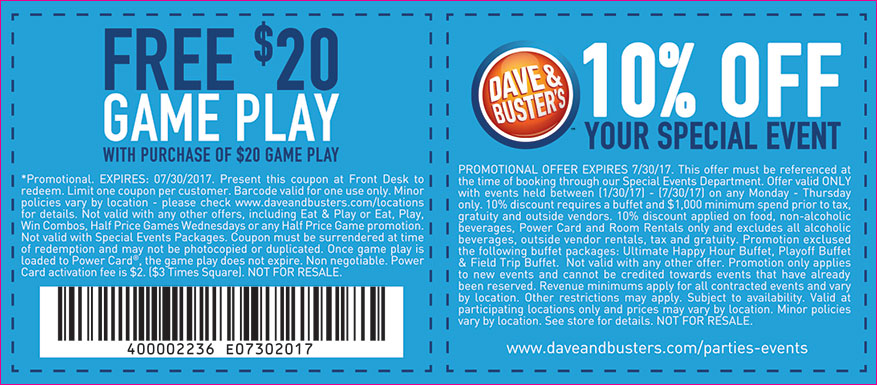 FREE $20
GAME PLAY
WITH PURCHASE OF $20 GAME PLAY
*Promotional. EXPIRES: 07/30/2017. Present this coupon at Front Desk to
redeem. Limit one coupon per customer. Barcode valid for one use only. Minor
policies vary by location - please check www.daveandbusters.com/locations
for details. Not valid with any other offers, including Eat & Play or Eat, Play,
Win Combos, Half Price Games Wednesdays or any Half Price Game promotion.
Not valid with Special Events Packages. Coupon must be surrendered at time
of redemption and may not be photocopied or duplicated. Once game play is
loaded to Power Card®, the game play does not expire. Non negotiable. Power
Card activation fee is $2. ($3 Times Square). NOT FOR RESALE.
400002236 E07302017
DAVE &
BUSTER'S
™
10% OFF
YOUR SPECIAL EVENT
PROMOTIONAL OFFER EXPIRES 7/30/17. This offer must be referenced at
the time of booking through our Special Events Department. Offer valid ONLY
with events held between (1/30/17) - (7/30/17) on any Monday - Thursday
only. 10% discount requires a buffet and $1,000 minimum spend prior to tax,
gratuity and outside vendors. 10% discount applied on food, non-alcoholic
beverages, Power Card and Room Rentals only and excludes all alcoholic
beverages, outside vendor rentals, tax and gratuity. Promotion excluded
the following buffet packages: Ultimate Happy Hour Buffet, Playoff Buffet
& Field Trip Buffet. Not valid with any other offer. Promotion only applies
to new events and cannot be credited towards events that have already
been reserved. Revenue minimums apply for all contracted events and vary
by location. Other restrictions may apply. Subject to availability. Valid at
participating locations only and prices may vary by location. Minor policies
vary by location. See store for details. NOT FOR RESALE.
www.daveandbusters.com/parties-events